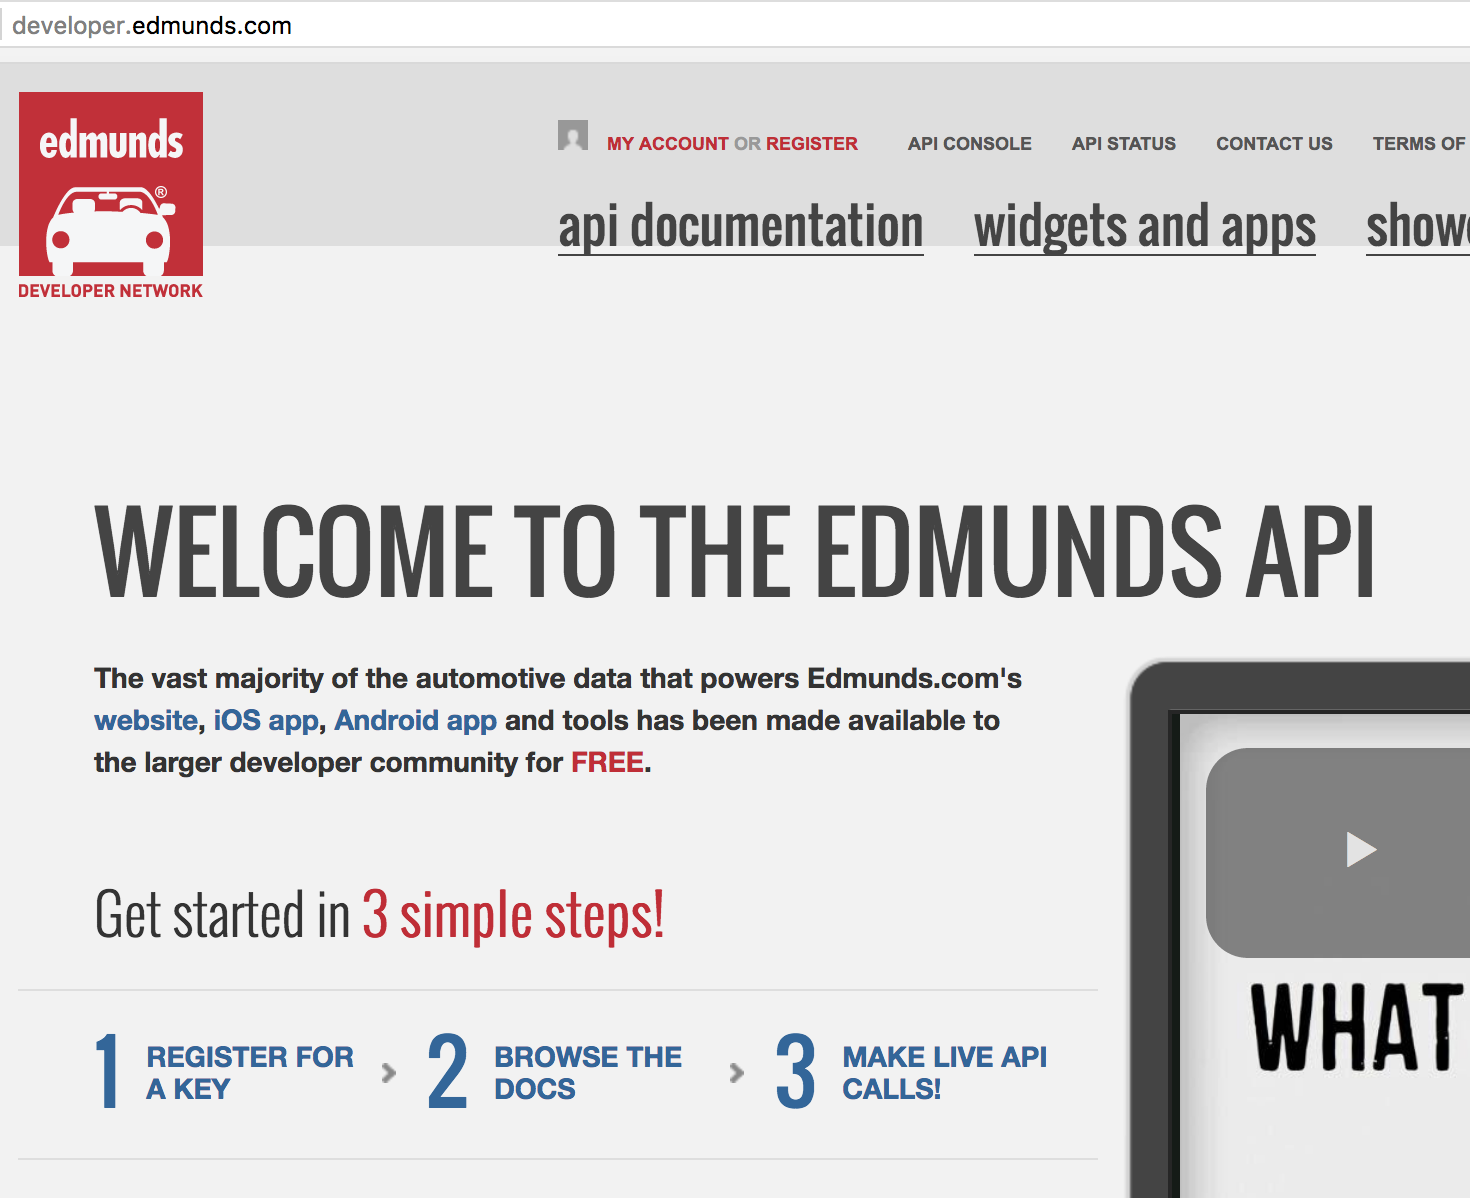 developer.edmunds.com
edmunds
®
DEVELOPER NETWORK
MY ACCOUNT OR REGISTER
API CONSOLE
API STATUS
CONTACT US
TERMS OF
api documentation
widgets and apps
WELCOME TO THE EDMUNDS API
The vast majority of the automotive data that powers Edmunds.com's
website, iOS app, Android app and tools has been made available to
the larger developer community for FREE.
Get started in 3 simple steps!
1 REGISTER FOR
A KEY
2 BROWSE THE
DOCS
3 MAKE LIVE API
CALLS!
WHAT